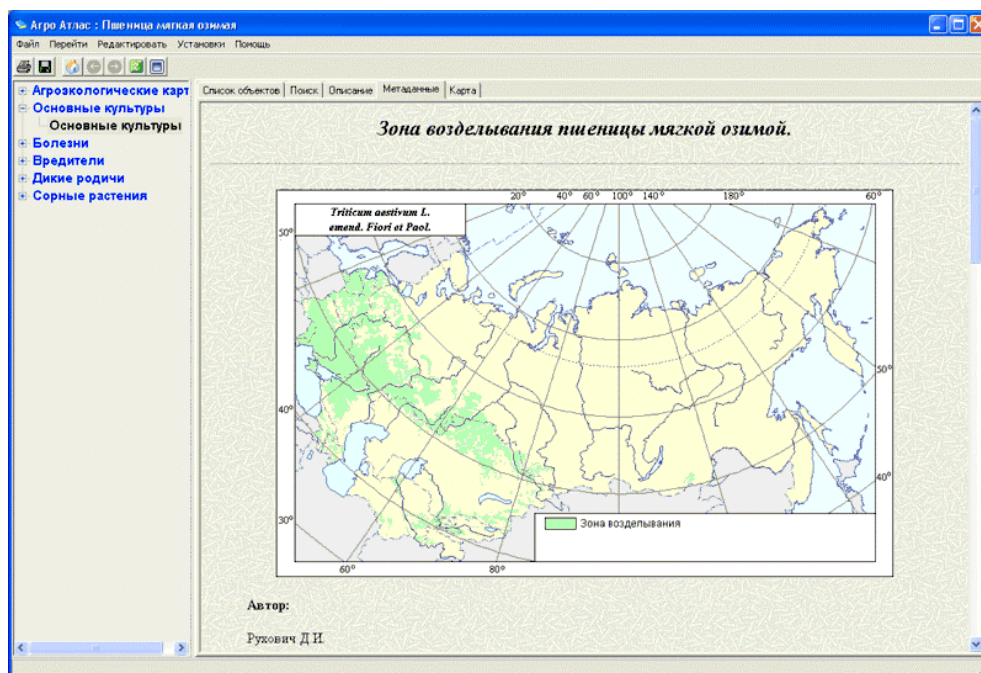 Агро Атлас : Пшеница мягкая озимая
Файл Перейти Редактировать Установки Помощь
Агроэкологические карт
Основные культуры
Основные культуры
Болезни
Вредители
Дикие родичи
Сорные растения
Список объектов Поиск Описание Метаданные Карта
Зона возделывания пшеницы мягкой озимой.
20° 40° 60° 100° 140° 180° 60°
Triticum aestivum L.
emend. Fiori et Paol.
50°
50°
40°
40°
30°
Зона возделывания
60° 80°
Автор:
Рухович Д.И.